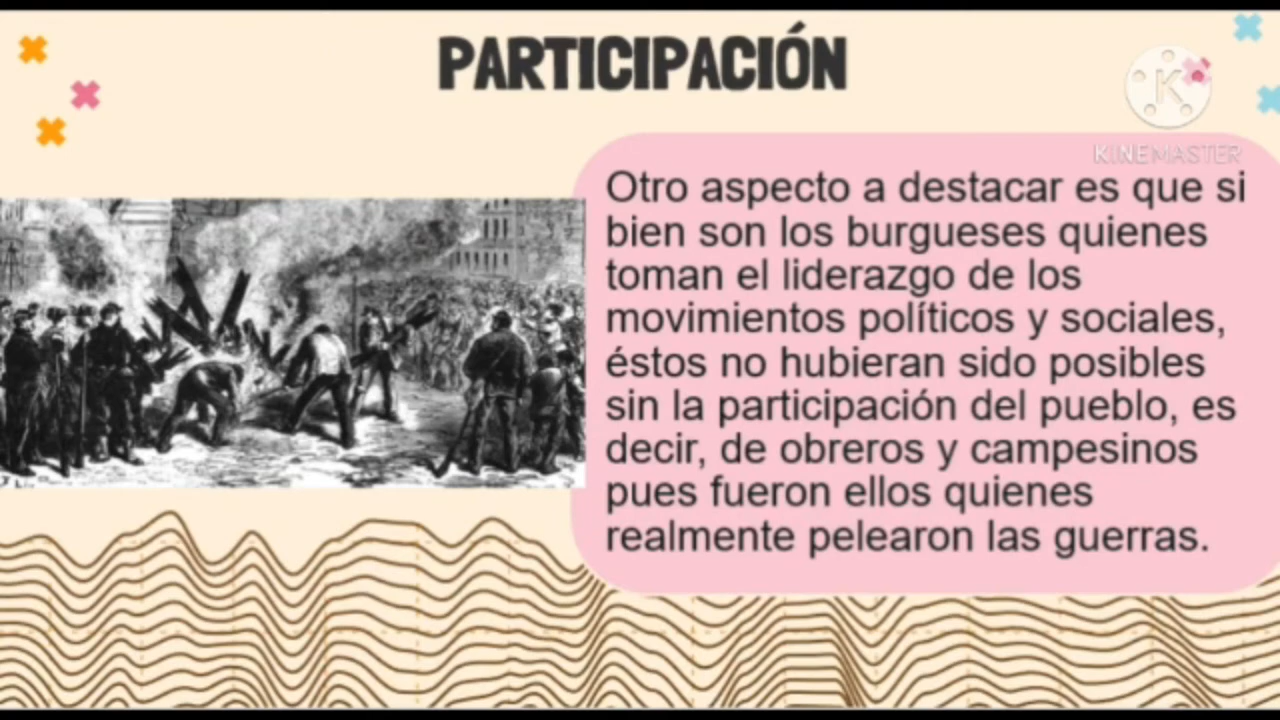 PARTICIPACIÓN
K
KINEMASTER
Otro aspecto a destacar es que si
bien son los burgueses quienes
toman el liderazgo de los
movimientos políticos y sociales,
éstos no hubieran sido posibles
sin la participación del pueblo, es
decir, de obreros y campesinos
pues fueron ellos quienes
realmente pelearon las guerras.